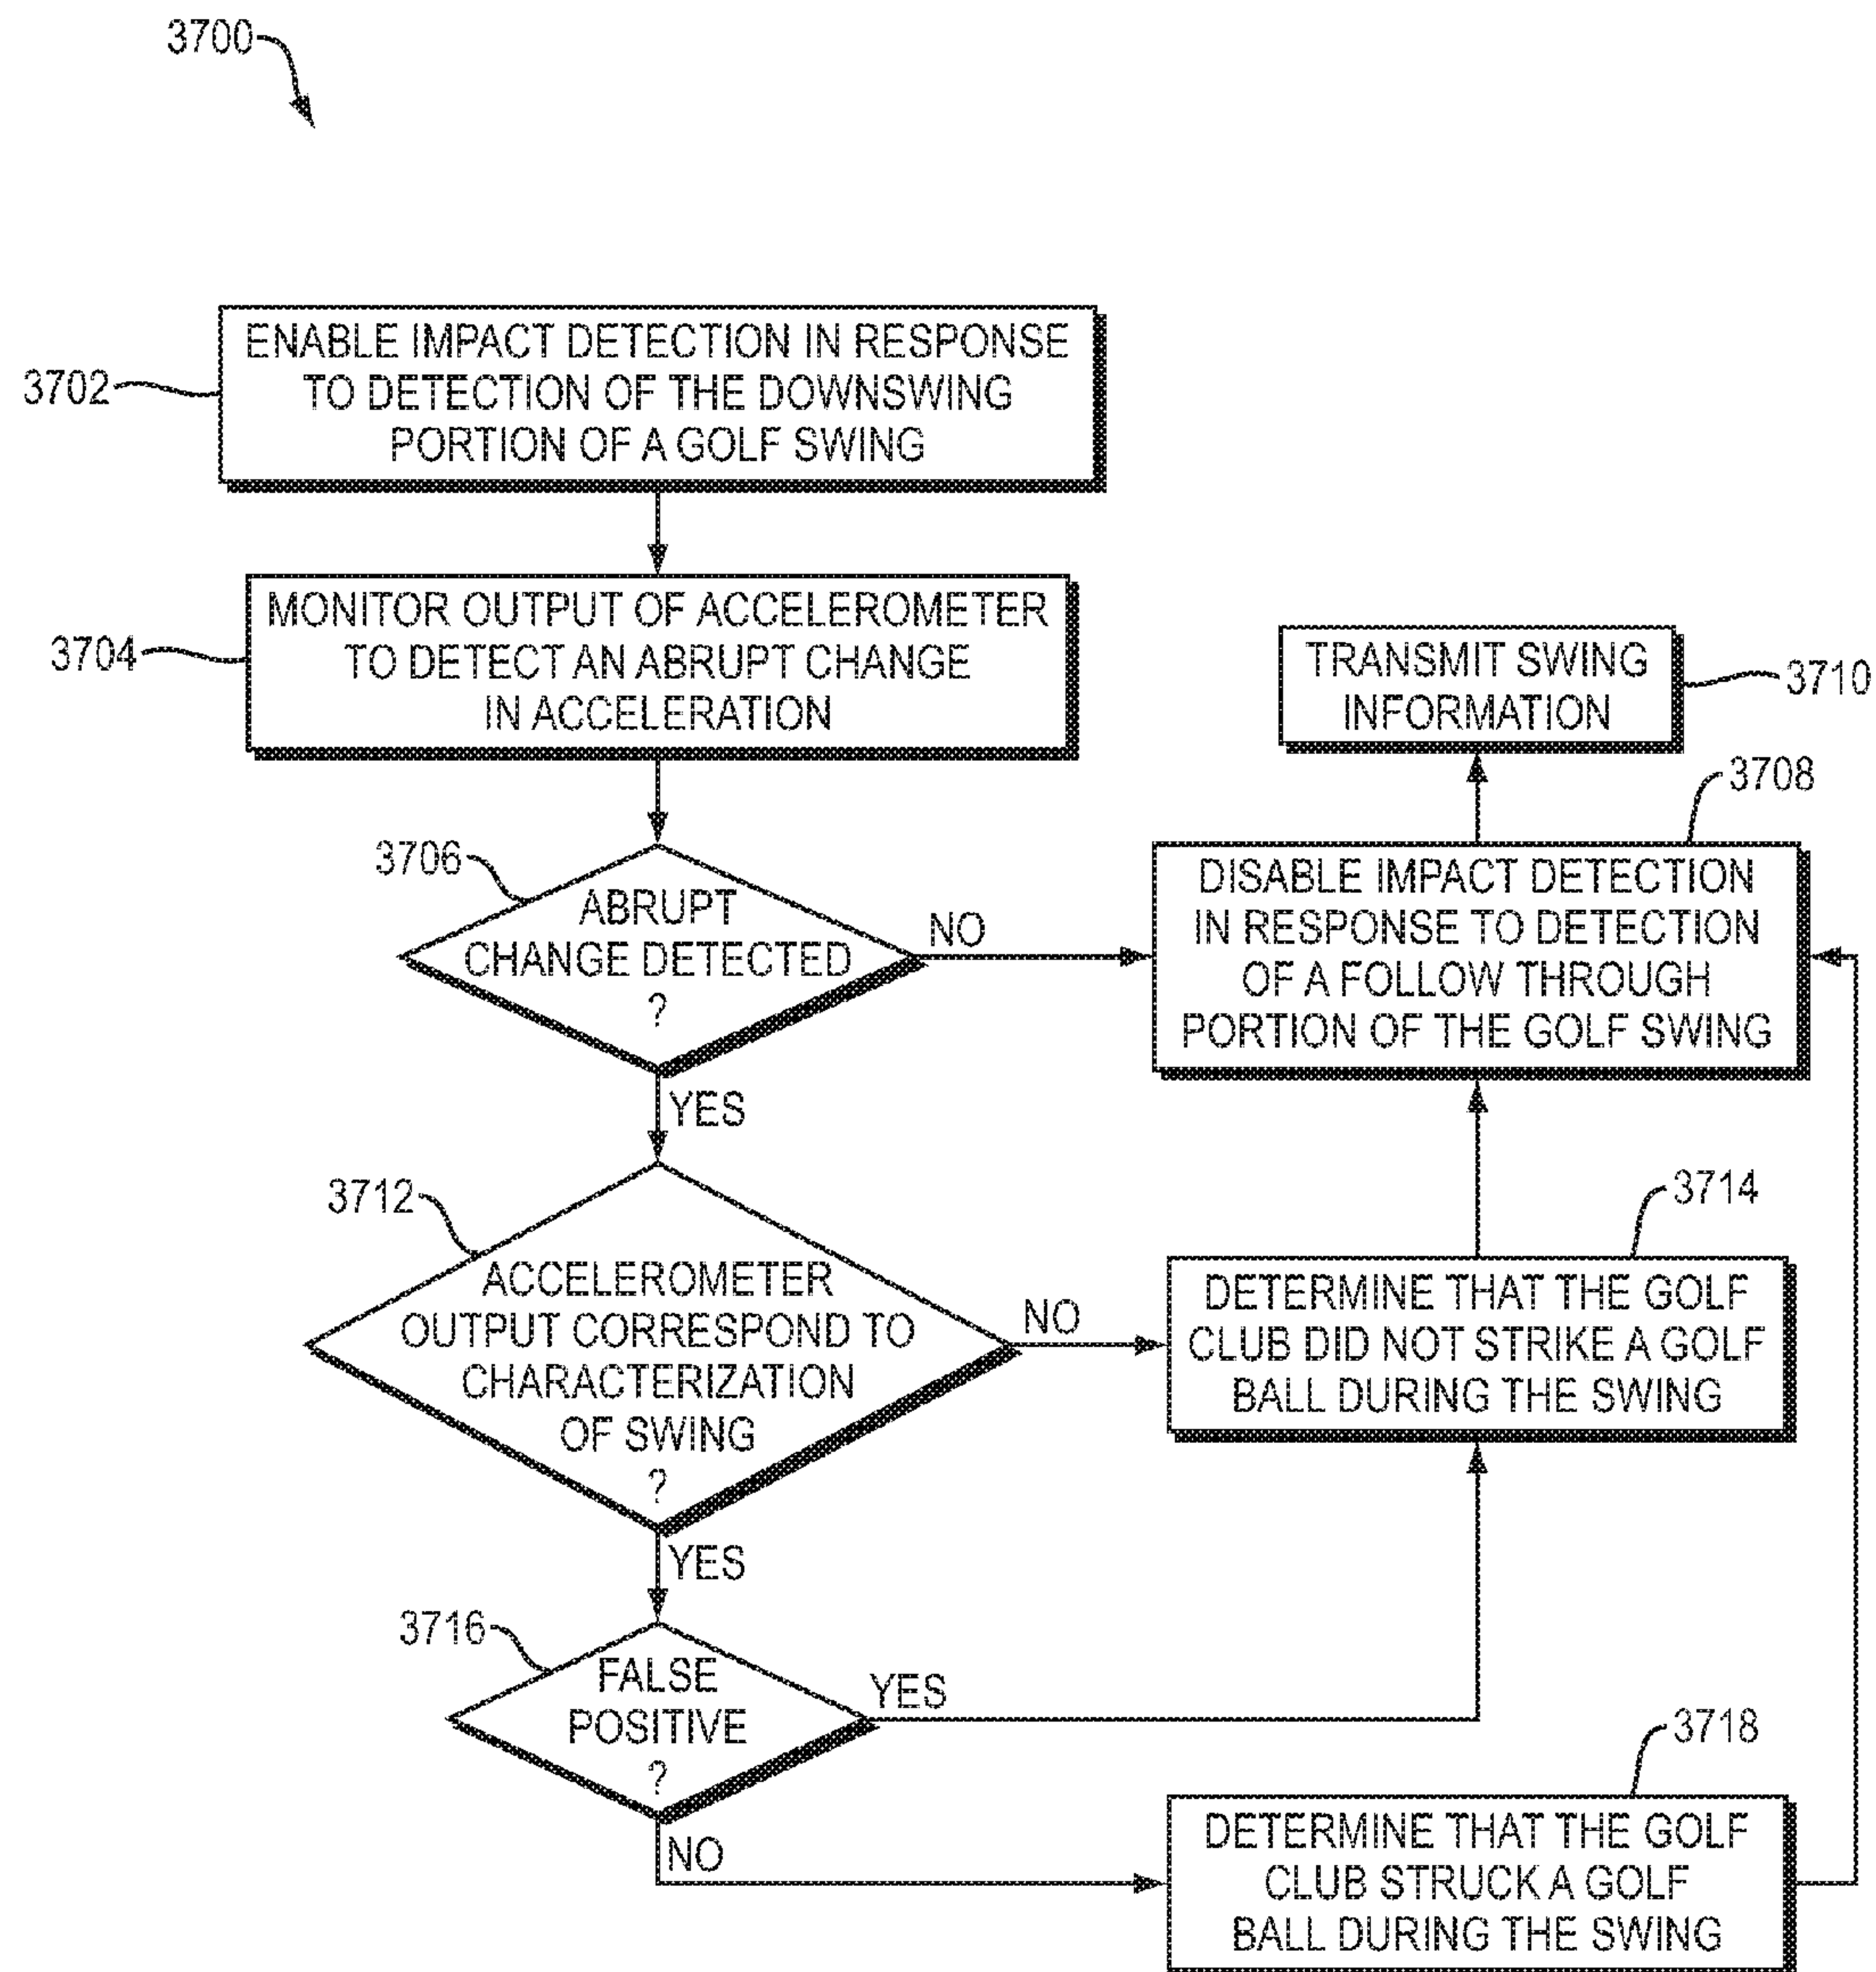 3700
3702
ENABLE IMPACT DETECTION IN RESPONSE
TO DETECTION OF THE DOWNSWING
PORTION OF A GOLF SWING
3704
MONITOR OUTPUT OF ACCELEROMETER
TO DETECT AN ABRUPT CHANGE
IN ACCELERATION
TRANSMIT SWING
INFORMATION
3710
3706
ABRUPT
CHANGE DETECTED
?
NO
YES
3708
DISABLE IMPACT DETECTION
IN RESPONSE TO DETECTION
OF A FOLLOW THROUGH
PORTION OF THE GOLF SWING
3712
ACCELEROMETER
OUTPUT CORRESPOND TO
CHARACTERIZATION
OF SWING
?
NO
YES
3714
DETERMINE THAT THE GOLF
CLUB DID NOT STRIKE A GOLF
BALL DURING THE SWING
3716
FALSE
POSITIVE
?
YES
NO
3718
DETERMINE THAT THE GOLF
CLUB STRUCK A GOLF
BALL DURING THE SWING